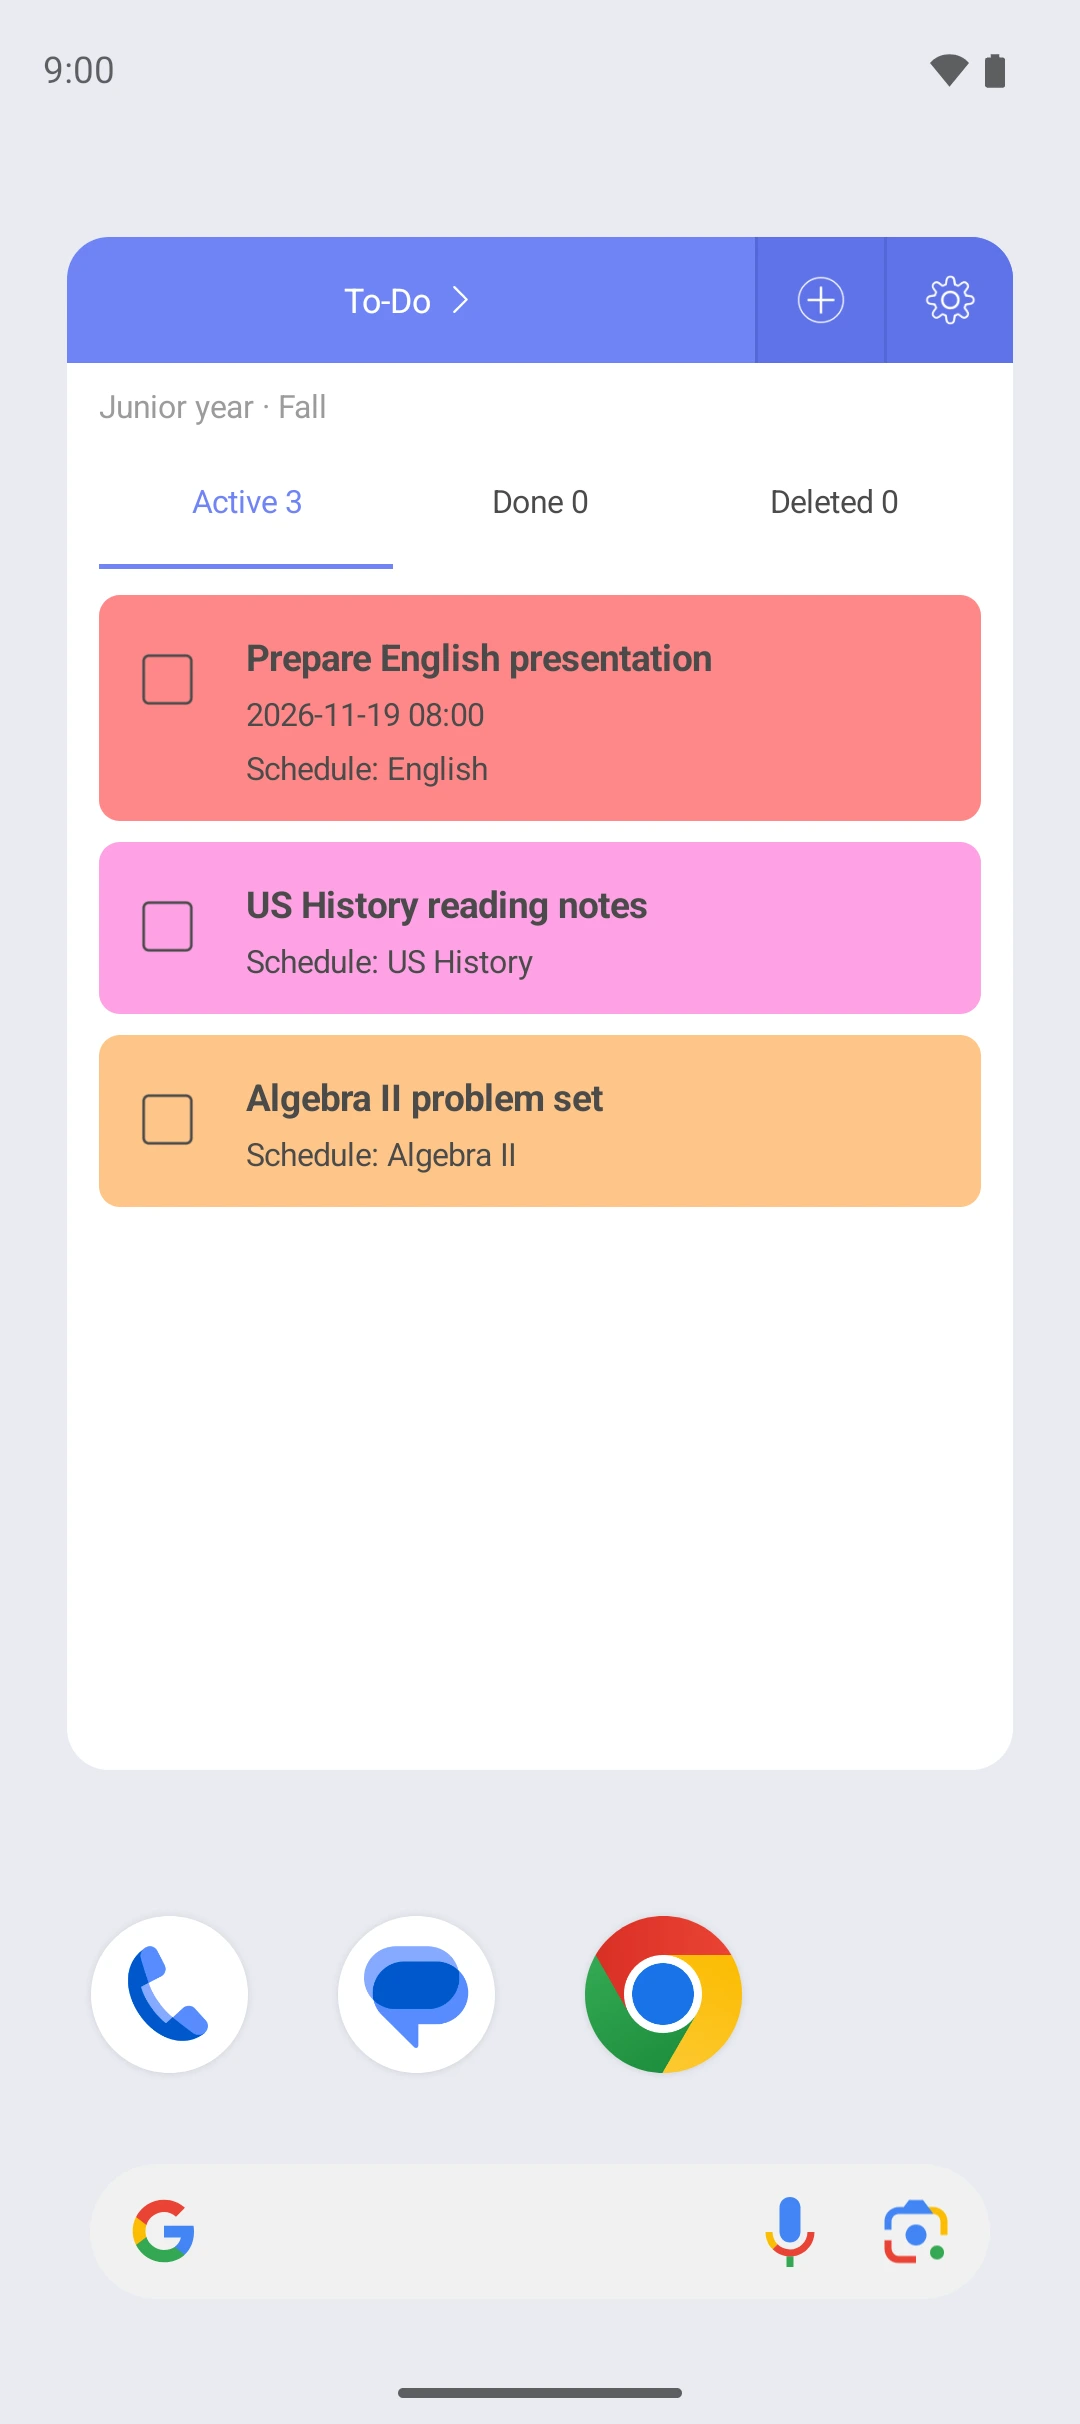 9:00
To-Do
Junior year · Fall
Active 3
Done 0
Deleted 0
Prepare English presentation
2026-11-19 08:00
Schedule: English
US History reading notes
Schedule: US History
Algebra II problem set
Schedule: Algebra II